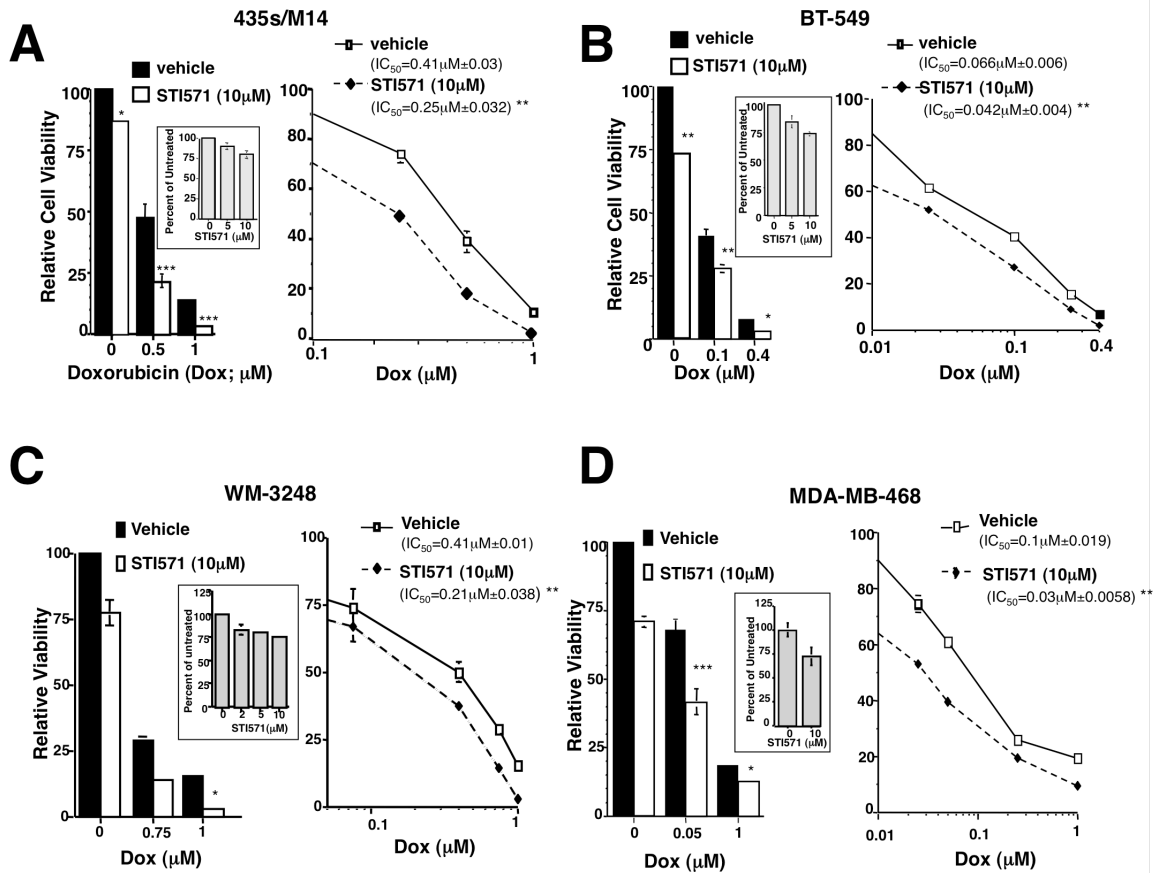 A
435s/M14
vehicle
STI571 (10µM)
vehicle
(IC50=0.41µM±0.03)
STI571 (10µM)
(IC50=0.25µM±0.032) **
Relative Cell Viability
100
75
50
25
0
*
***
***
0 0.5 1
Doxorubicin (Dox; µM)
Percent of Untreated
100
75
50
25
0
0 5 10
STI571 (µM)
100
80
60
40
20
0
0.1 1
Dox (µM)
B
BT-549
vehicle
STI571 (10µM)
vehicle
(IC50=0.066µM±0.006)
STI571 (10µM)
(IC50=0.042µM±0.004) **
Relative Cell Viability
100
75
50
25
0
**
**
*
0 0.1 0.4
Dox (µM)
Percent of Untreated
100
75
50
25
0
0 5 10
STI571 (µM)
100
80
60
40
20
0
0.01 0.1 0.4
Dox (µM)
C
WM-3248
Vehicle
STI571 (10µM)
Vehicle
(IC50=0.41µM±0.01)
STI571 (10µM)
(IC50=0.21µM±0.038) **
Relative Viability
100
75
50
25
0
*
0 0.75 1
Dox (µM)
Percent of untreated
125
100
75
50
25
0
0 2 5 10
STI571(µM)
100
75
50
25
0
0.1 1
Dox (µM)
D
MDA-MB-468
Vehicle
STI571 (10µM)
Vehicle
(IC50=0.1µM±0.019)
STI571 (10µM)
(IC50=0.03µM±0.0058) **
Relative Viability
100
75
50
25
0
***
*
0 0.05 1
Dox (µM)
Percent of Untreated
125
100
75
50
25
0
0 10
STI571 (µM)
100
80
60
40
20
0
0.01 0.1 1
Dox (µM)